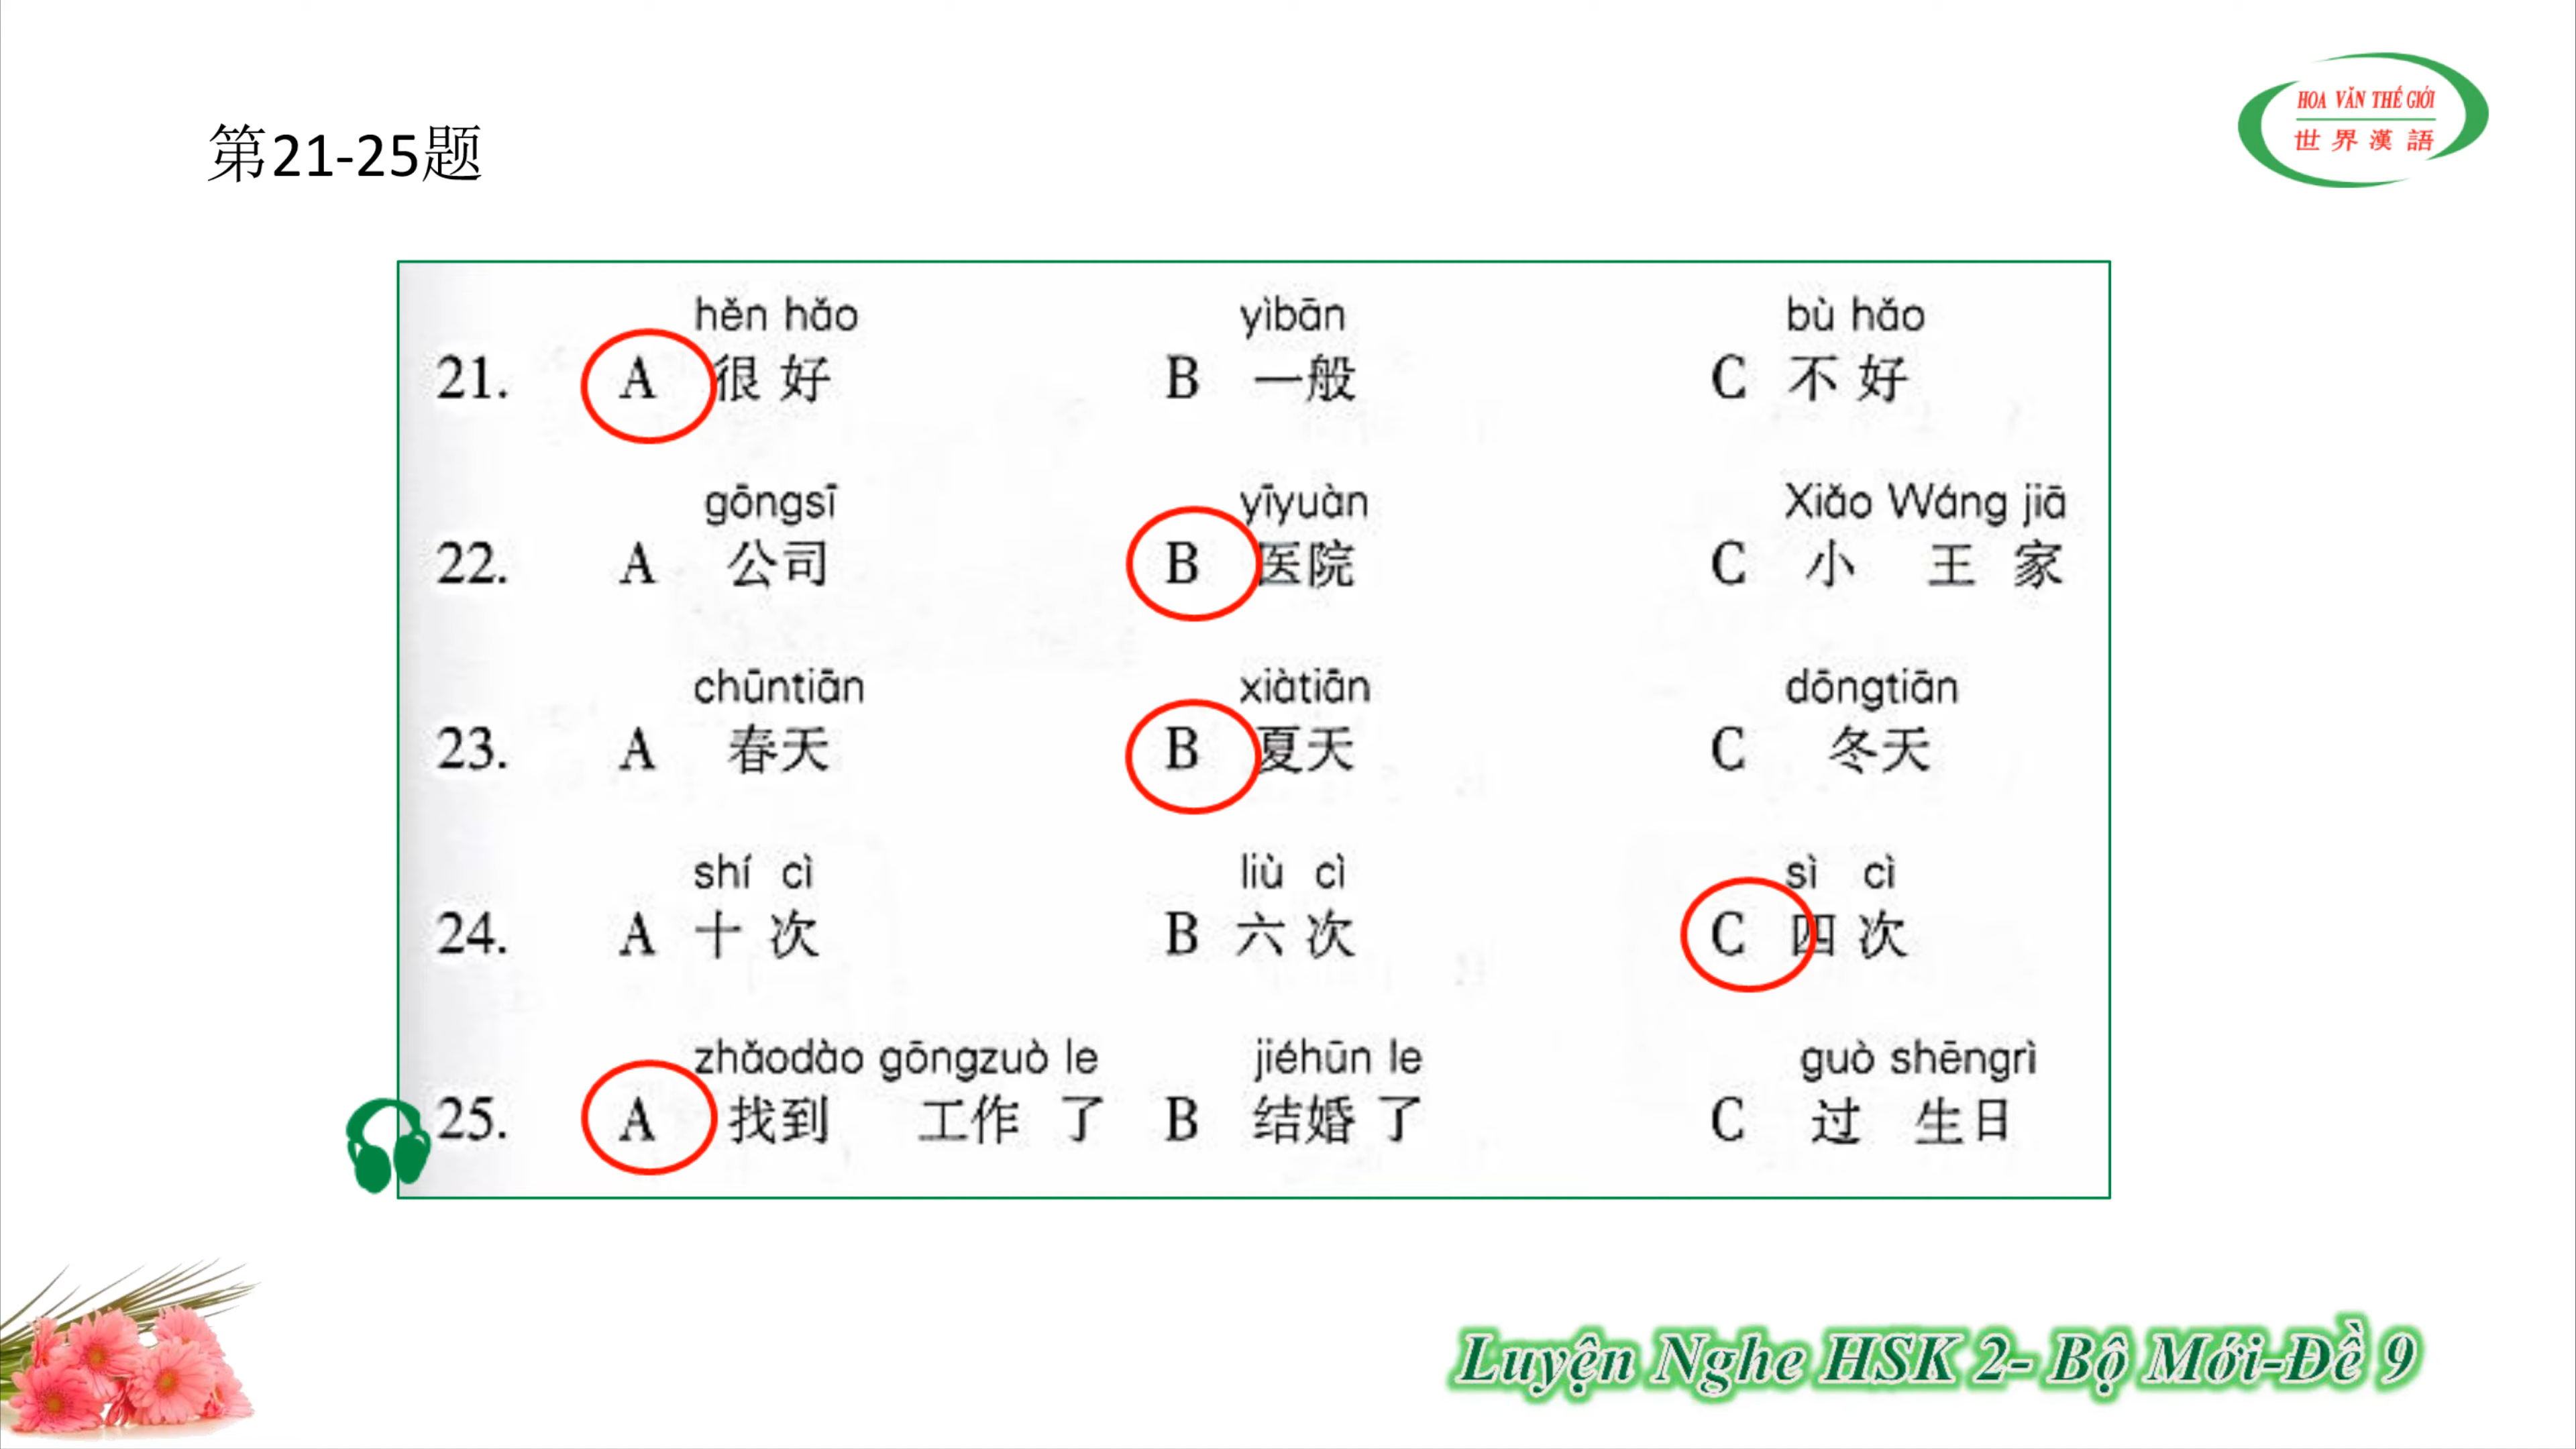 HOA VĂN THẾ GIỚI
世界漢語
第21-25题
hěn hǎo yìbān bù hǎo
21. A 很好 B 一般 C 不好
gōngsī yīyuàn Xiǎo Wáng jiā
22. A 公司 B 医院 C 小王家
chūntiān xiàtiān dōngtiān
23. A 春天 B 夏天 C 冬天
shí cì liù cì sì cì
24. A 十次 B 六次 C 四次
zhǎodào gōngzuò le jiéhūn le guò shēngrì
25. A 找到工作了 B 结婚了 C 过生日
Luyện Nghe HSK 2- Bộ Mới-Đề 9